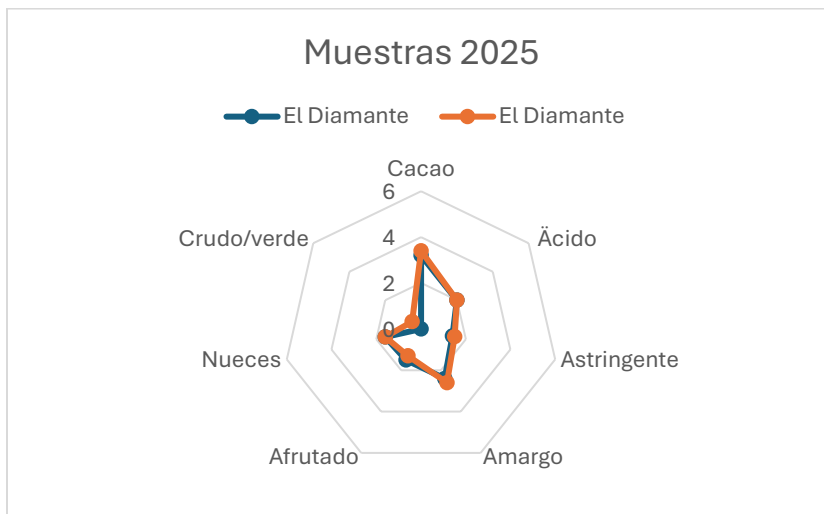 Muestras 2025
El Diamante El Diamante
Cacao
6
Crudo/verde 4 Äcido
2
0
Nueces Astringente
Afrutado Amargo